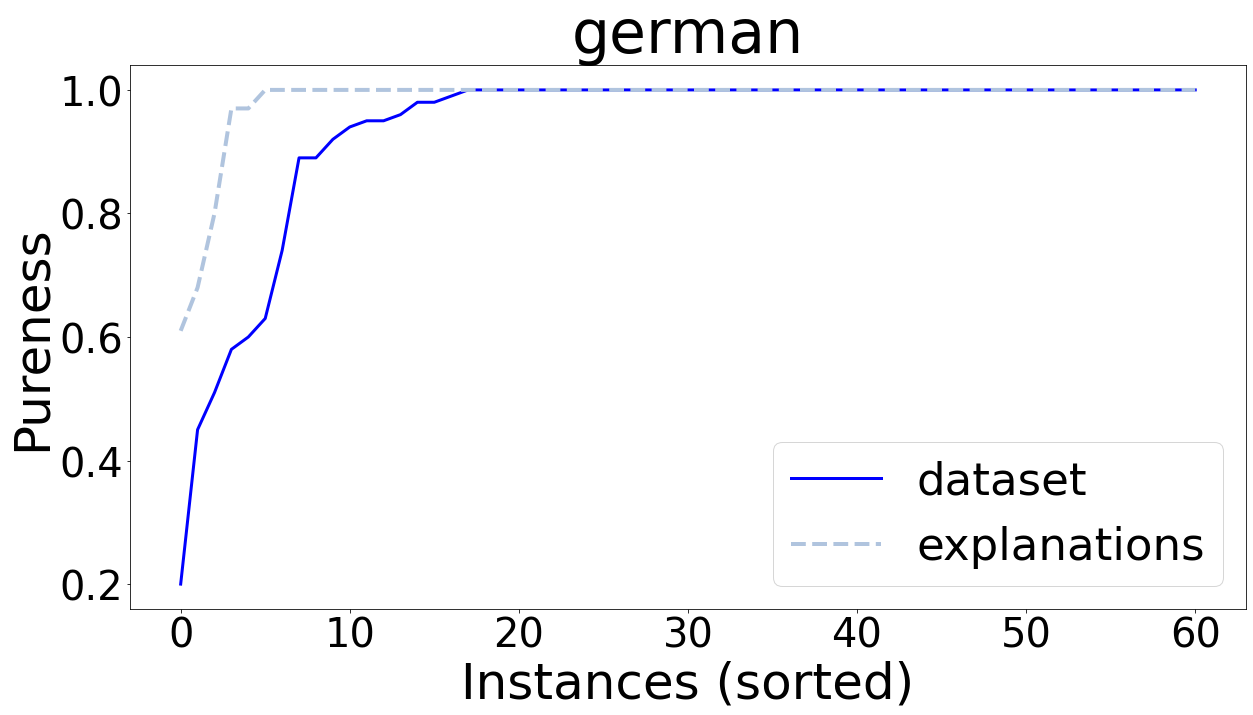 german
1.0
0.8
0.6
0.4
0.2
Pureness
dataset
explanations
0 10 20 30 40 50 60
Instances (sorted)